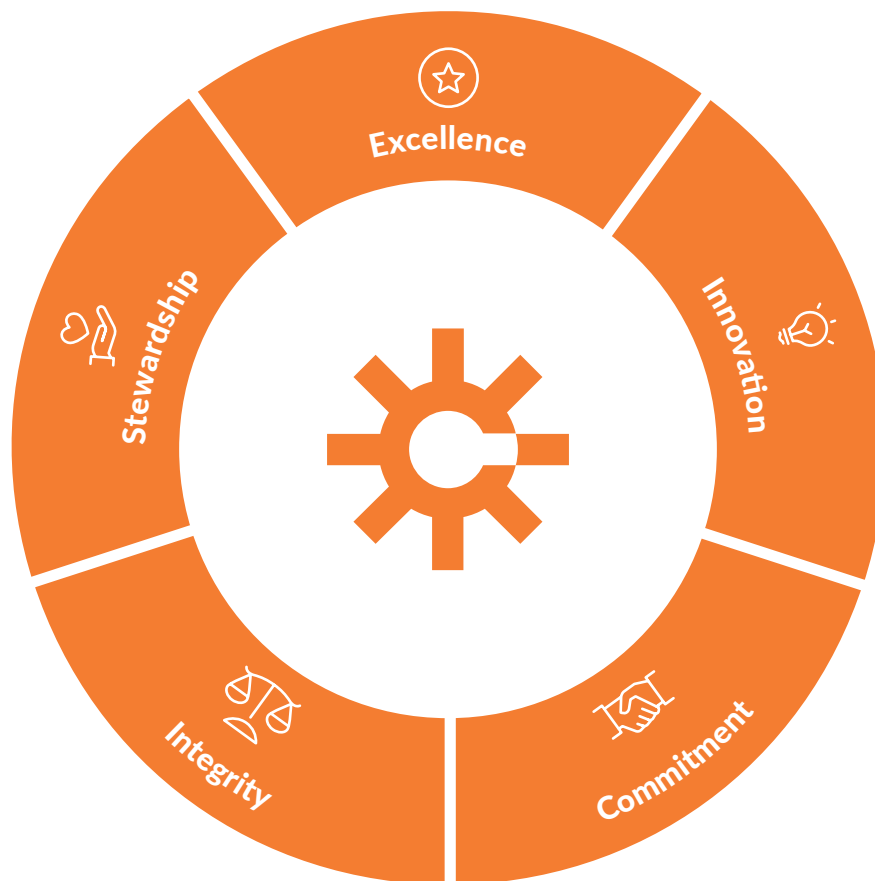 Excellence
Innovation
Commitment
Integrity
Stewardship